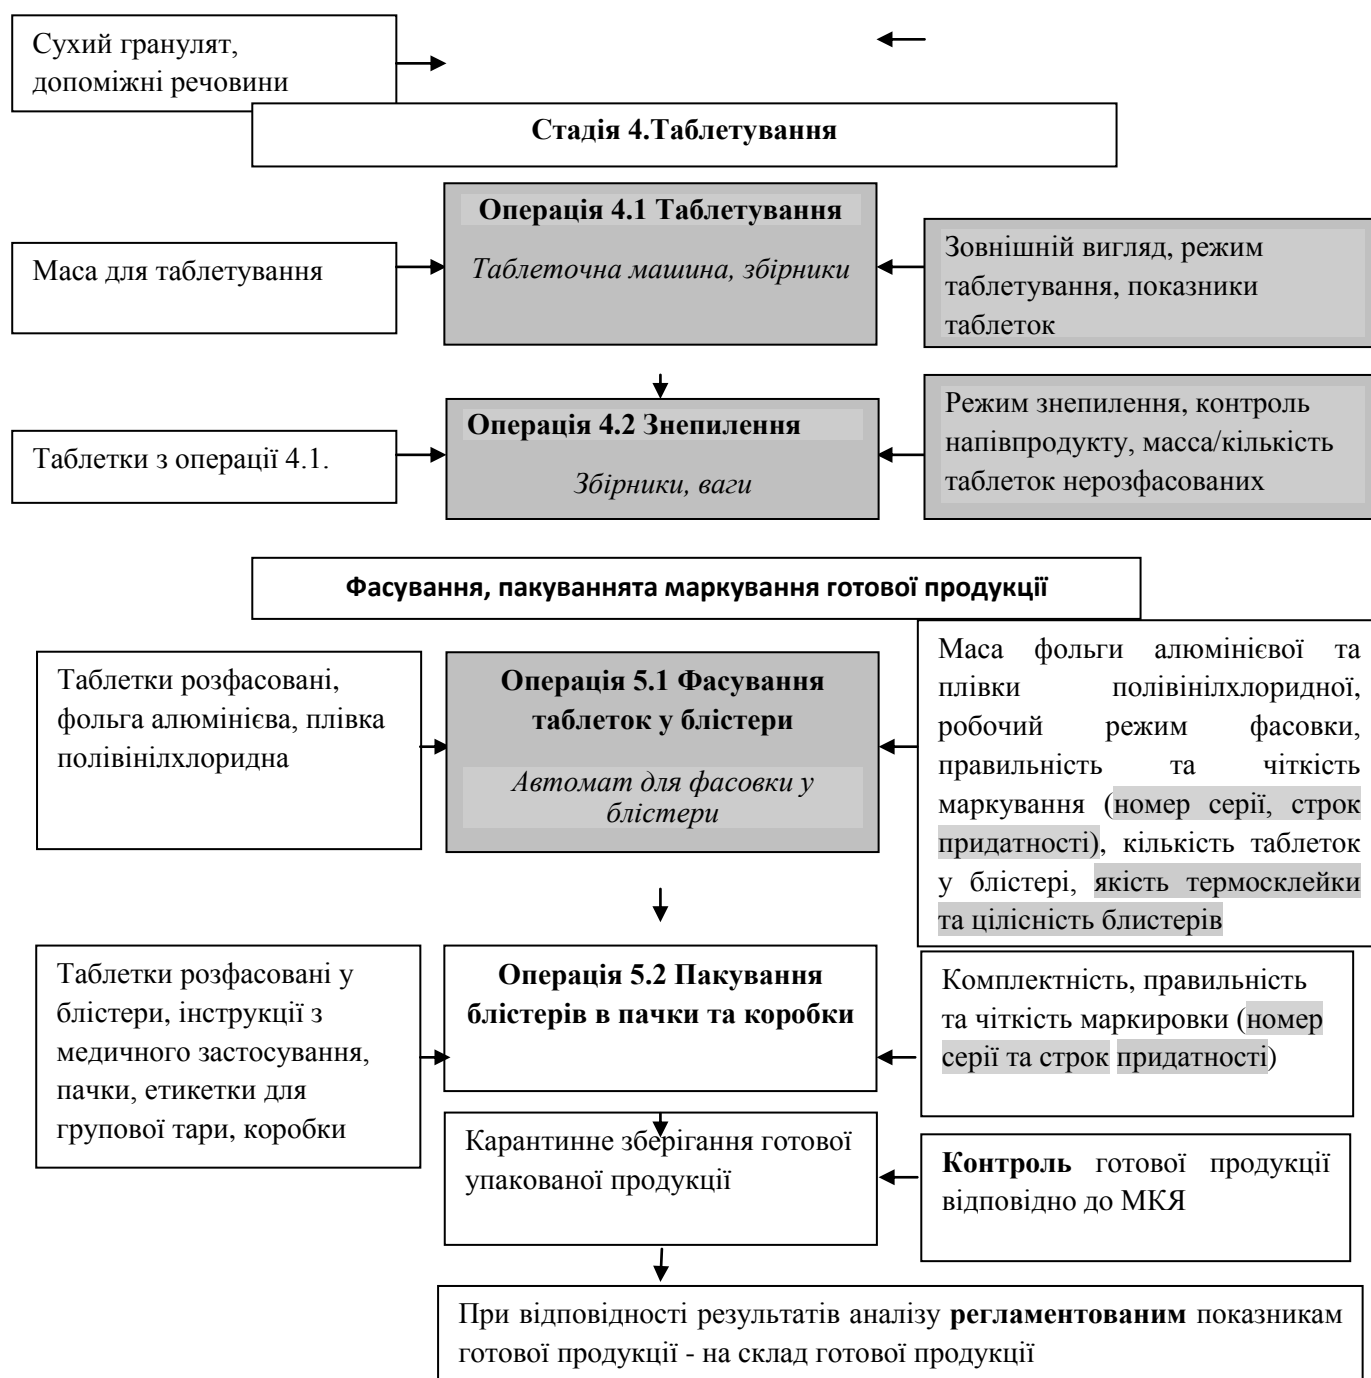 Сухий гранулят,
допоміжні речовини
Стадія 4.Таблетування
Маса для таблетування
Операція 4.1 Таблетування
Таблеточна машина, збірники
Зовнішній вигляд, режим
таблетування, показники
таблеток
Таблетки з операції 4.1.
Операція 4.2 Знепилення
Збірники, ваги
Режим знепилення, контроль
напівпродукту, масса/кількість
таблеток нерозфасованих
Фасування, пакуваннята маркування готової продукції
Таблетки розфасовані,
фольга алюмінієва, плівка
полівінілхлоридна
Операція 5.1 Фасування
таблеток у блістери
Автомат для фасовки у
блістери
Маса фольги алюмінієвої та
плівки полівінілхлоридної,
робочий режим фасовки,
правильність та чіткість
маркування (номер серії, строк
придатності), кількість таблеток
у блістері, якість термосклейки
та цілісність блистерів
Таблетки розфасовані у
блістери, інструкції з
медичного застосування,
пачки, етикетки для
групової тари, коробки
Операція 5.2 Пакування
блістерів в пачки та коробки
Комплектність, правильність
та чіткість маркировки (номер
серії та строк придатності)
Карантинне зберігання готової
упакованої продукції
Контроль готової продукції
відповідно до МКЯ
При відповідності результатів аналізу регламентованим показникам
готової продукції - на склад готової продукції